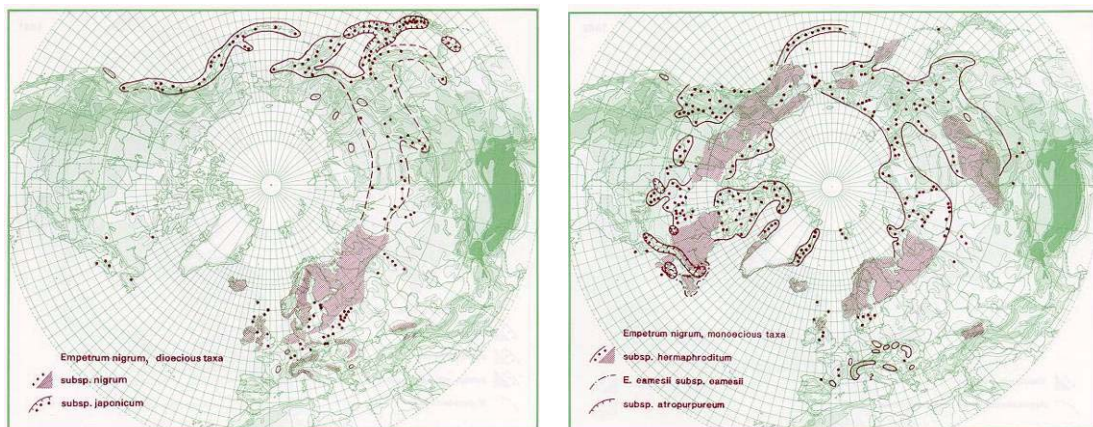 Empetrum nigrum, dioecious taxa
subsp. nigrum
subsp. japonicum
Empetrum nigrum, monoecious taxa
subsp. hermaphroditum
E. eamesii subsp. eamesii
subsp. atropurpureum